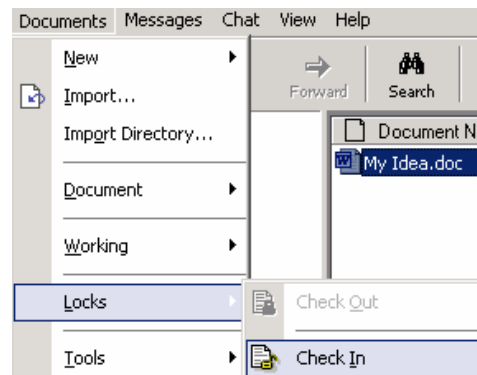 Documents Messages Chat View Help
New
Import...
Import Directory...
Document
Working
Locks
Tools
Forward Search
Document N
My Idea.doc
Check Out
Check In